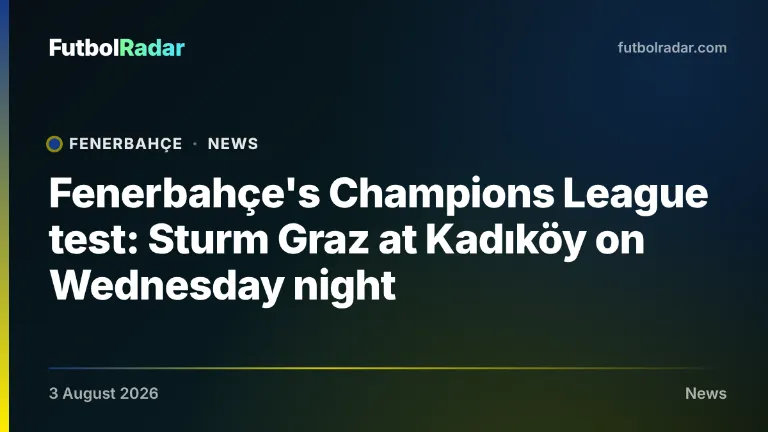 FutbolRadar
futbolradar.com
FENERBAHÇE · NEWS
Fenerbahçe's Champions League
test: Sturm Graz at Kadıköy on
Wednesday night
3 August 2026
News